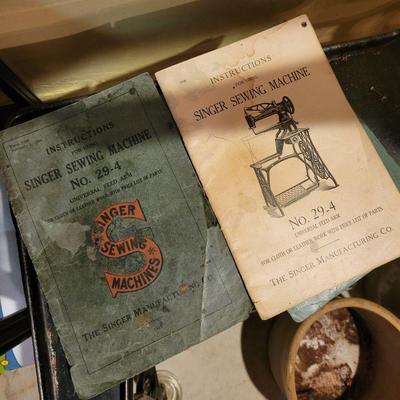 INSTRUCTIONS
FOR USING
SINGER SEWING MACHINE
NO. 29-4
UNIVERSAL FEED ARM
FOR CLOTH OR LEATHER WORK WITH PRICE LIST OF PARTS
THE SINGER MANUFACTURING
SINGER
SEWING
MACHINES
INSTRUCTIONS
FOR USING
SINGER SEWING MACHINE
NO. 29-4
UNIVERSAL FEED ARM
FOR CLOTH OR LEATHER WORK WITH PRICE LIST OF PARTS
THE SINGER MANUFACTURING CO.